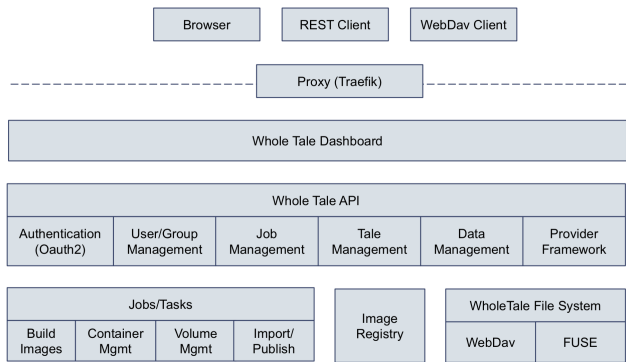 Browser
REST Client
WebDav Client
Proxy (Traefik)
Whole Tale Dashboard
Whole Tale API
Authentication
(Oauth2)
User/Group
Management
Job
Management
Tale
Management
Data
Management
Provider
Framework
Jobs/Tasks
Build
Images
Container
Mgmt
Volume
Mgmt
Import/
Publish
Image
Registry
WholeTale File System
WebDav
FUSE